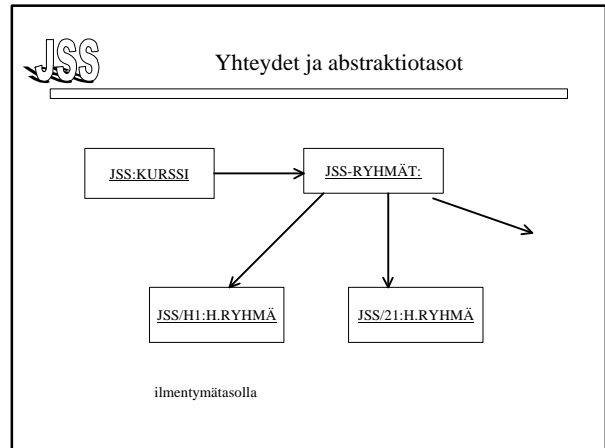 JSS
Yhteydet ja abstraktiotasot
JSS:KURSSI
JSS-RYHMÄT:
JSS/H1:H.RYHMÄ
JSS/21:H.RYHMÄ
ilmentymätasolla